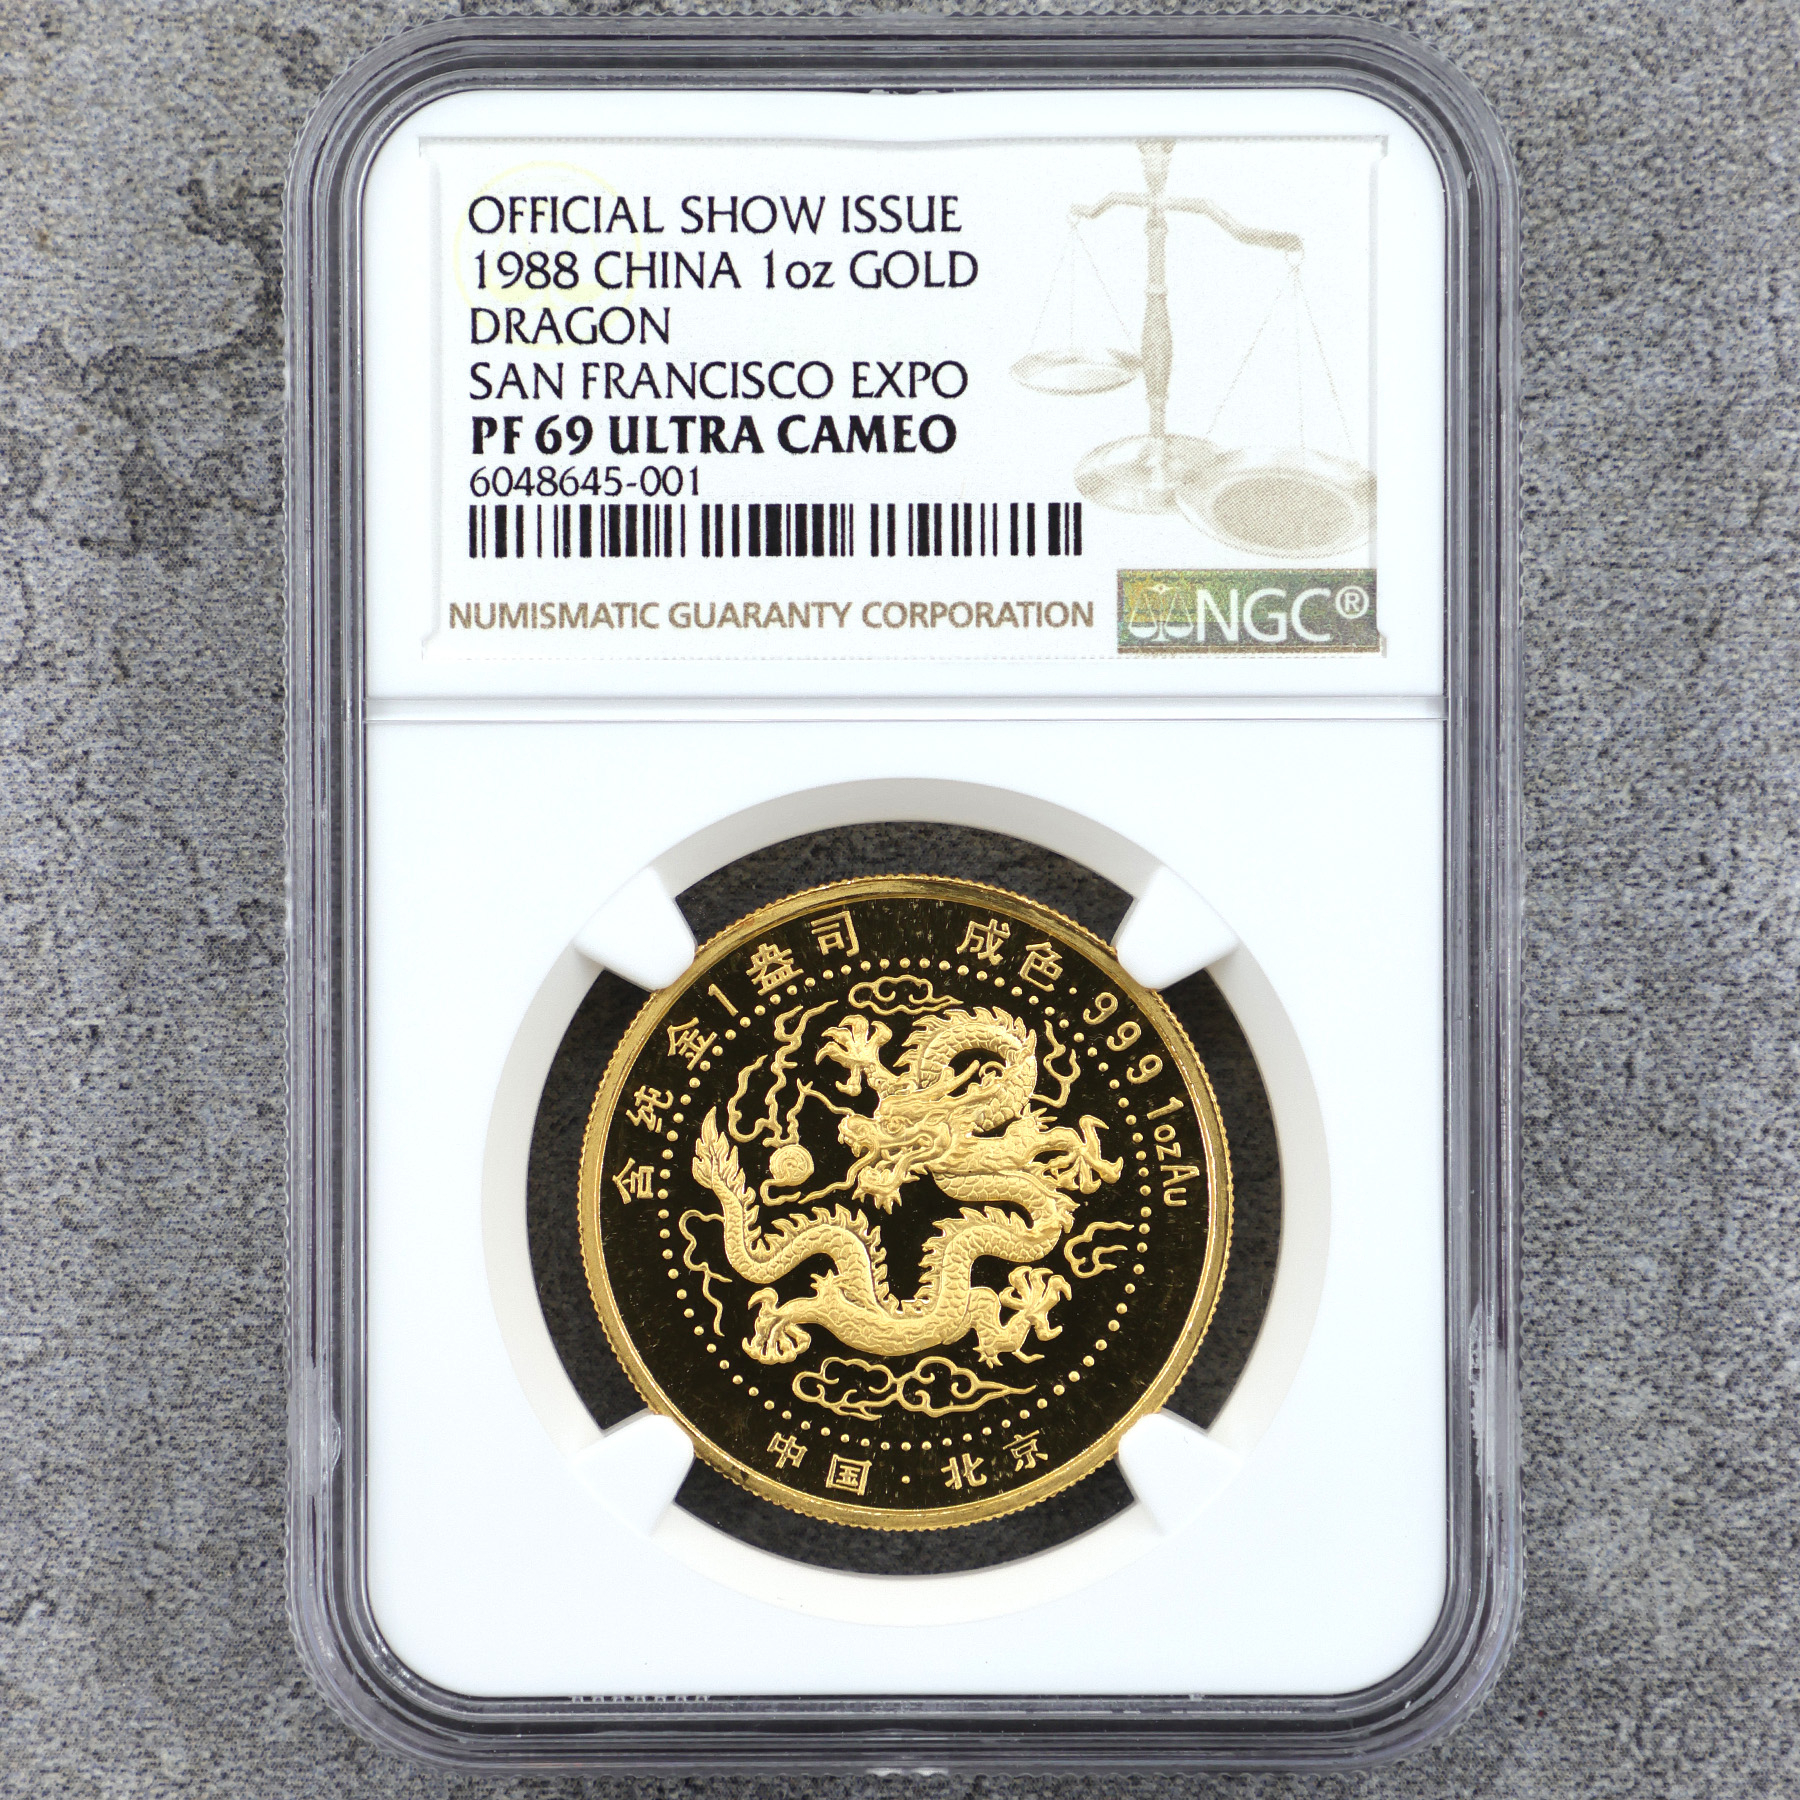 OFFICIAL SHOW ISSUE
1988 CHINA 1oz GOLD
DRAGON
SAN FRANCISCO EXPO
PF 69 ULTRA CAMEO
6048645-001
NUMISMATIC GUARANTY CORPORATION
NGC®
含纯金1盎司 成色.999 1ozAu
中国·北京